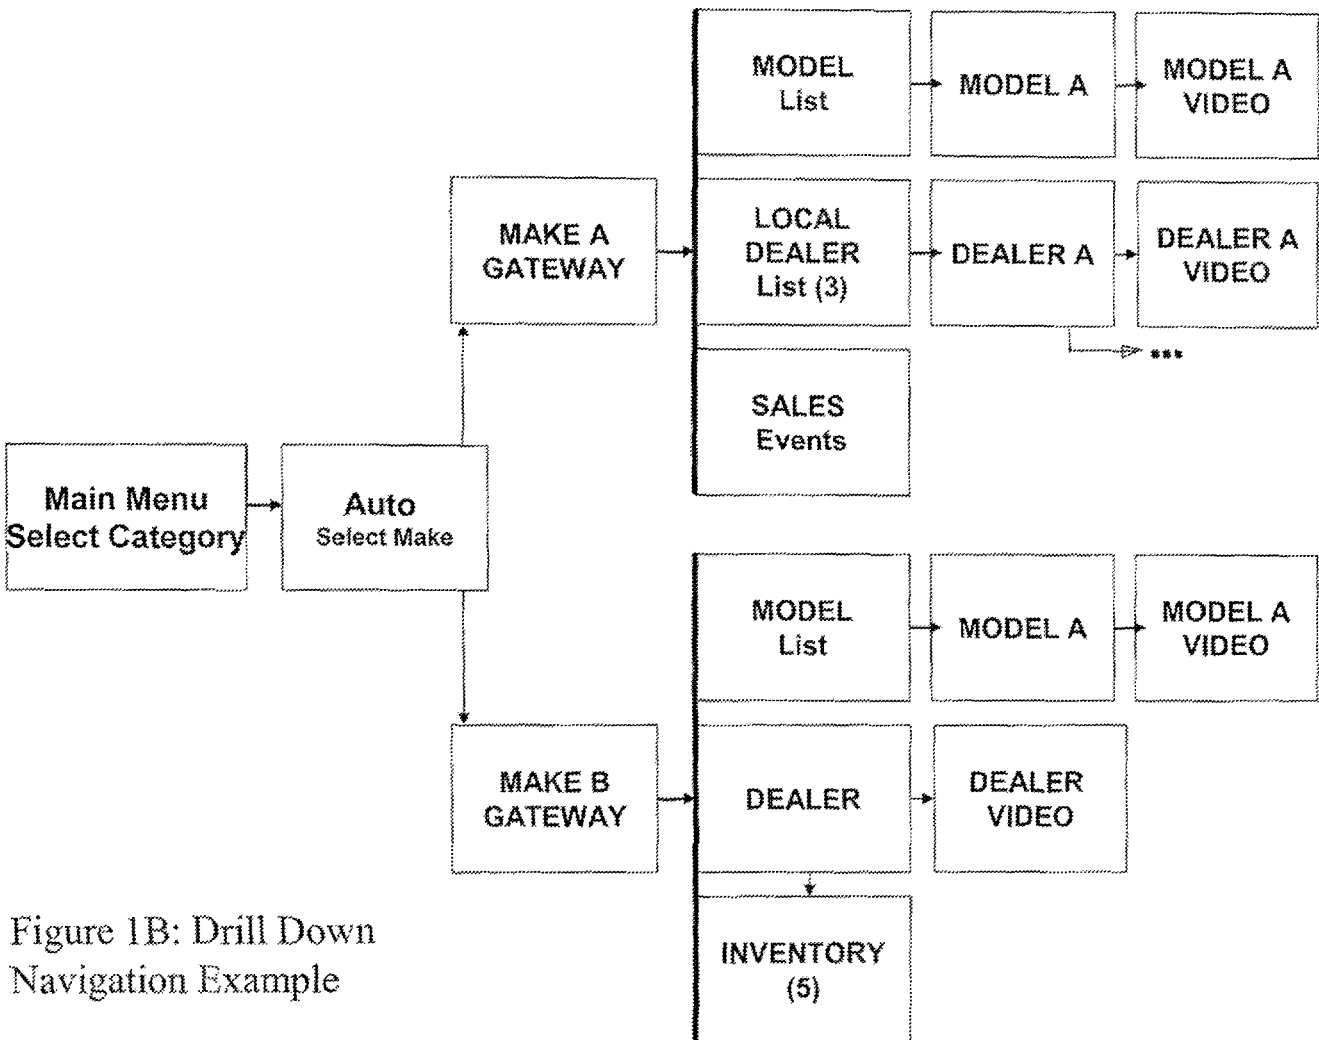 MODEL
List
MODEL A
MODEL A
VIDEO
MAKE A
GATEWAY
LOCAL
DEALER
List (3)
DEALER A
DEALER A
VIDEO
...
SALES
Events
Main Menu
Select Category
Auto
Select Make
MODEL
List
MODEL A
MODEL A
VIDEO
MAKE B
GATEWAY
DEALER
DEALER
VIDEO
INVENTORY
(5)
Figure 1B: Drill Down
Navigation Example